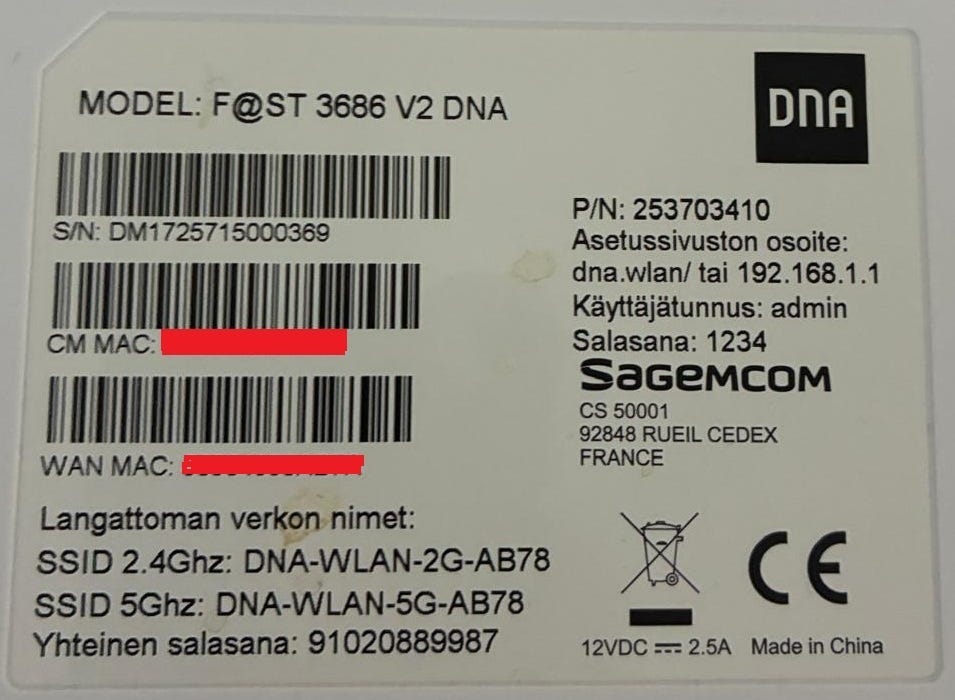 MODEL: F@ST 3686 V2 DNA
DNA
S/N: DM1725715000369
CM MAC:
WAN MAC:
P/N: 253703410
Asetussivuston osoite:
dna.wlan/ tai 192.168.1.1
Käyttäjätunnus: admin
Salasana: 1234
SAGEMCOM
CS 50001
92848 RUEIL CEDEX
FRANCE
Langattoman verkon nimet:
SSID 2.4Ghz: DNA-WLAN-2G-AB78
SSID 5Ghz: DNA-WLAN-5G-AB78
Yhteinen salasana: 91020889987
CE
12VDC ⎓ 2.5A Made in China